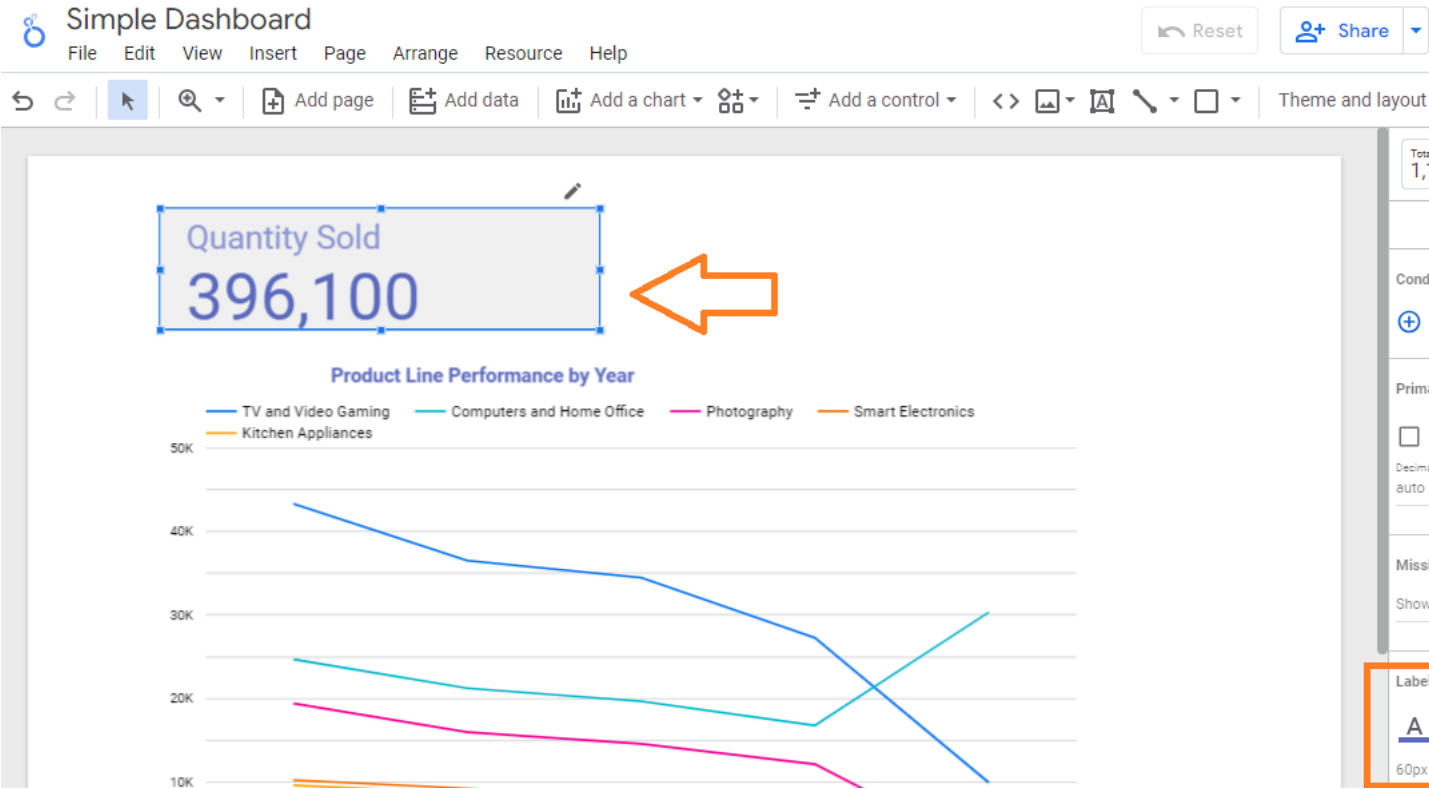 Simple Dashboard
Reset
Share
File Edit View Insert Page Arrange Resource Help
Add page Add data Add a chart Add a control Theme and layout
Quantity Sold
396,100
Product Line Performance by Year
TV and Video Gaming Computers and Home Office Photography Smart Electronics
Kitchen Appliances
50K
40K
30K
20K
10K
auto
60px